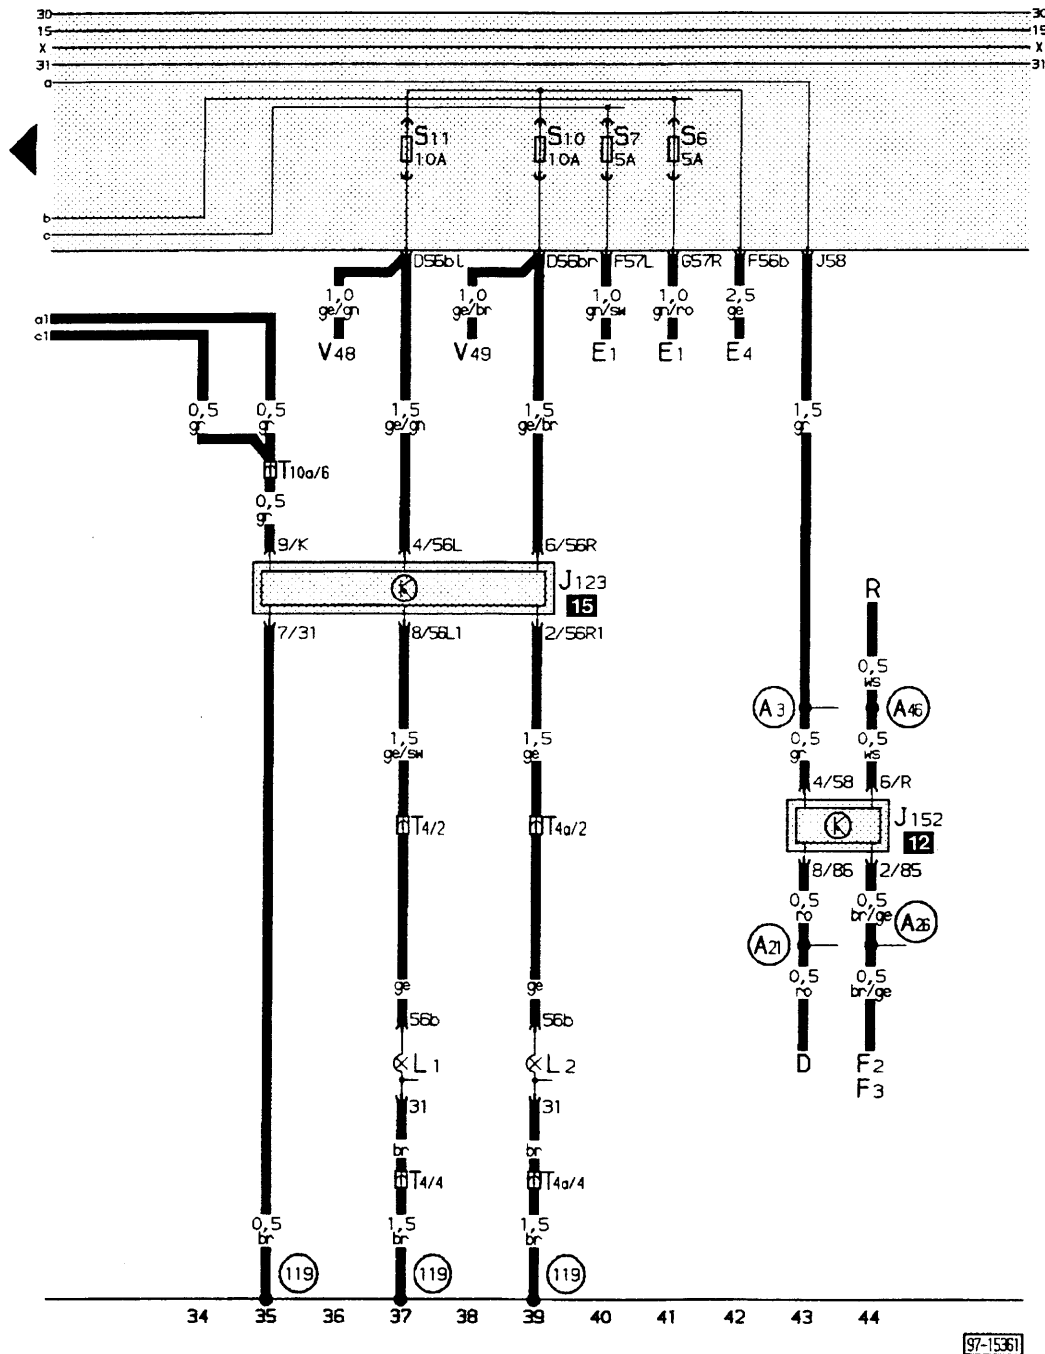 30 30
15 15
X X
31 31
a
S11 S10 S7 S6
10A 10A 5A 5A
b
c
D56bl D56br F57L G57R F56b J58
1,0 1,0 1,0 1,0 2,5
ge/gn ge/br gn/sw gn/ro ge
a1
c1
V48 V49 E1 E1 E4
0,5 0,5 1,5 1,5 1,5
gr gr ge/gn ge/br gr
T10a/6
0,5
gr
9/K 4/56L 6/56R
K J123
15
R
7/31 8/56L1 2/56R1
0,5
ws
A3 A46
1,5 1,5 0,5 0,5
ge/sw ge gr ws
4/58 6/R
T4/2 T4a/2 K J152
12
8/86 2/85
0,5 0,5
ro br/ge
A26
A21
0,5 0,5
ro br/ge
ge ge
56b 56b
L1 L2 D F2
F3
31 31
br br
T4/4 T4a/4
0,5 1,5 1,5
br br br
119 119 119
34 35 36 37 38 39 40 41 42 43 44
97-15361